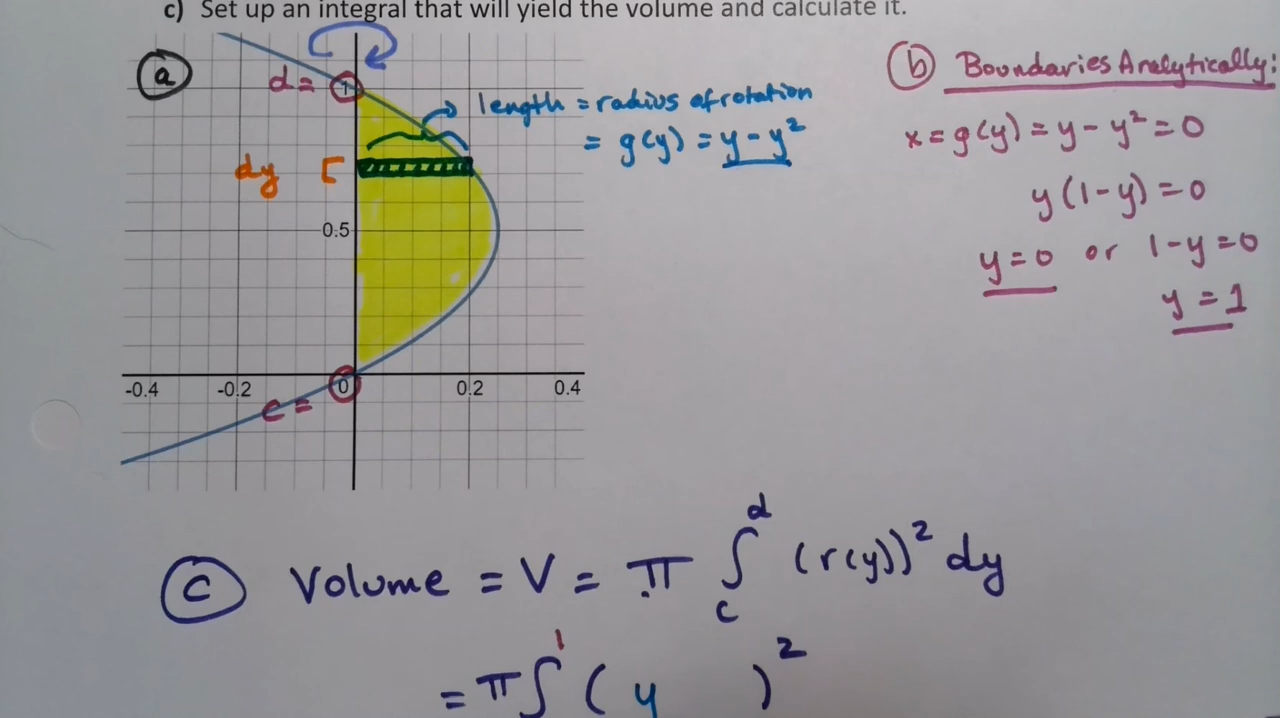 c) Set up an integral that will yield the volume and calculate it.
a
d = 1
length = radius of rotation
= g(y) = y - y²
dy [
0.5
-0.4 -0.2 0 0.2 0.4
c =
b Boundaries Analytically:
x = g(y) = y - y² = 0
y(1-y) = 0
y = 0 or 1-y = 0
y = 1
c Volume = V = π ∫_c^d (r(y))² dy
= π ∫^1 ( y )²